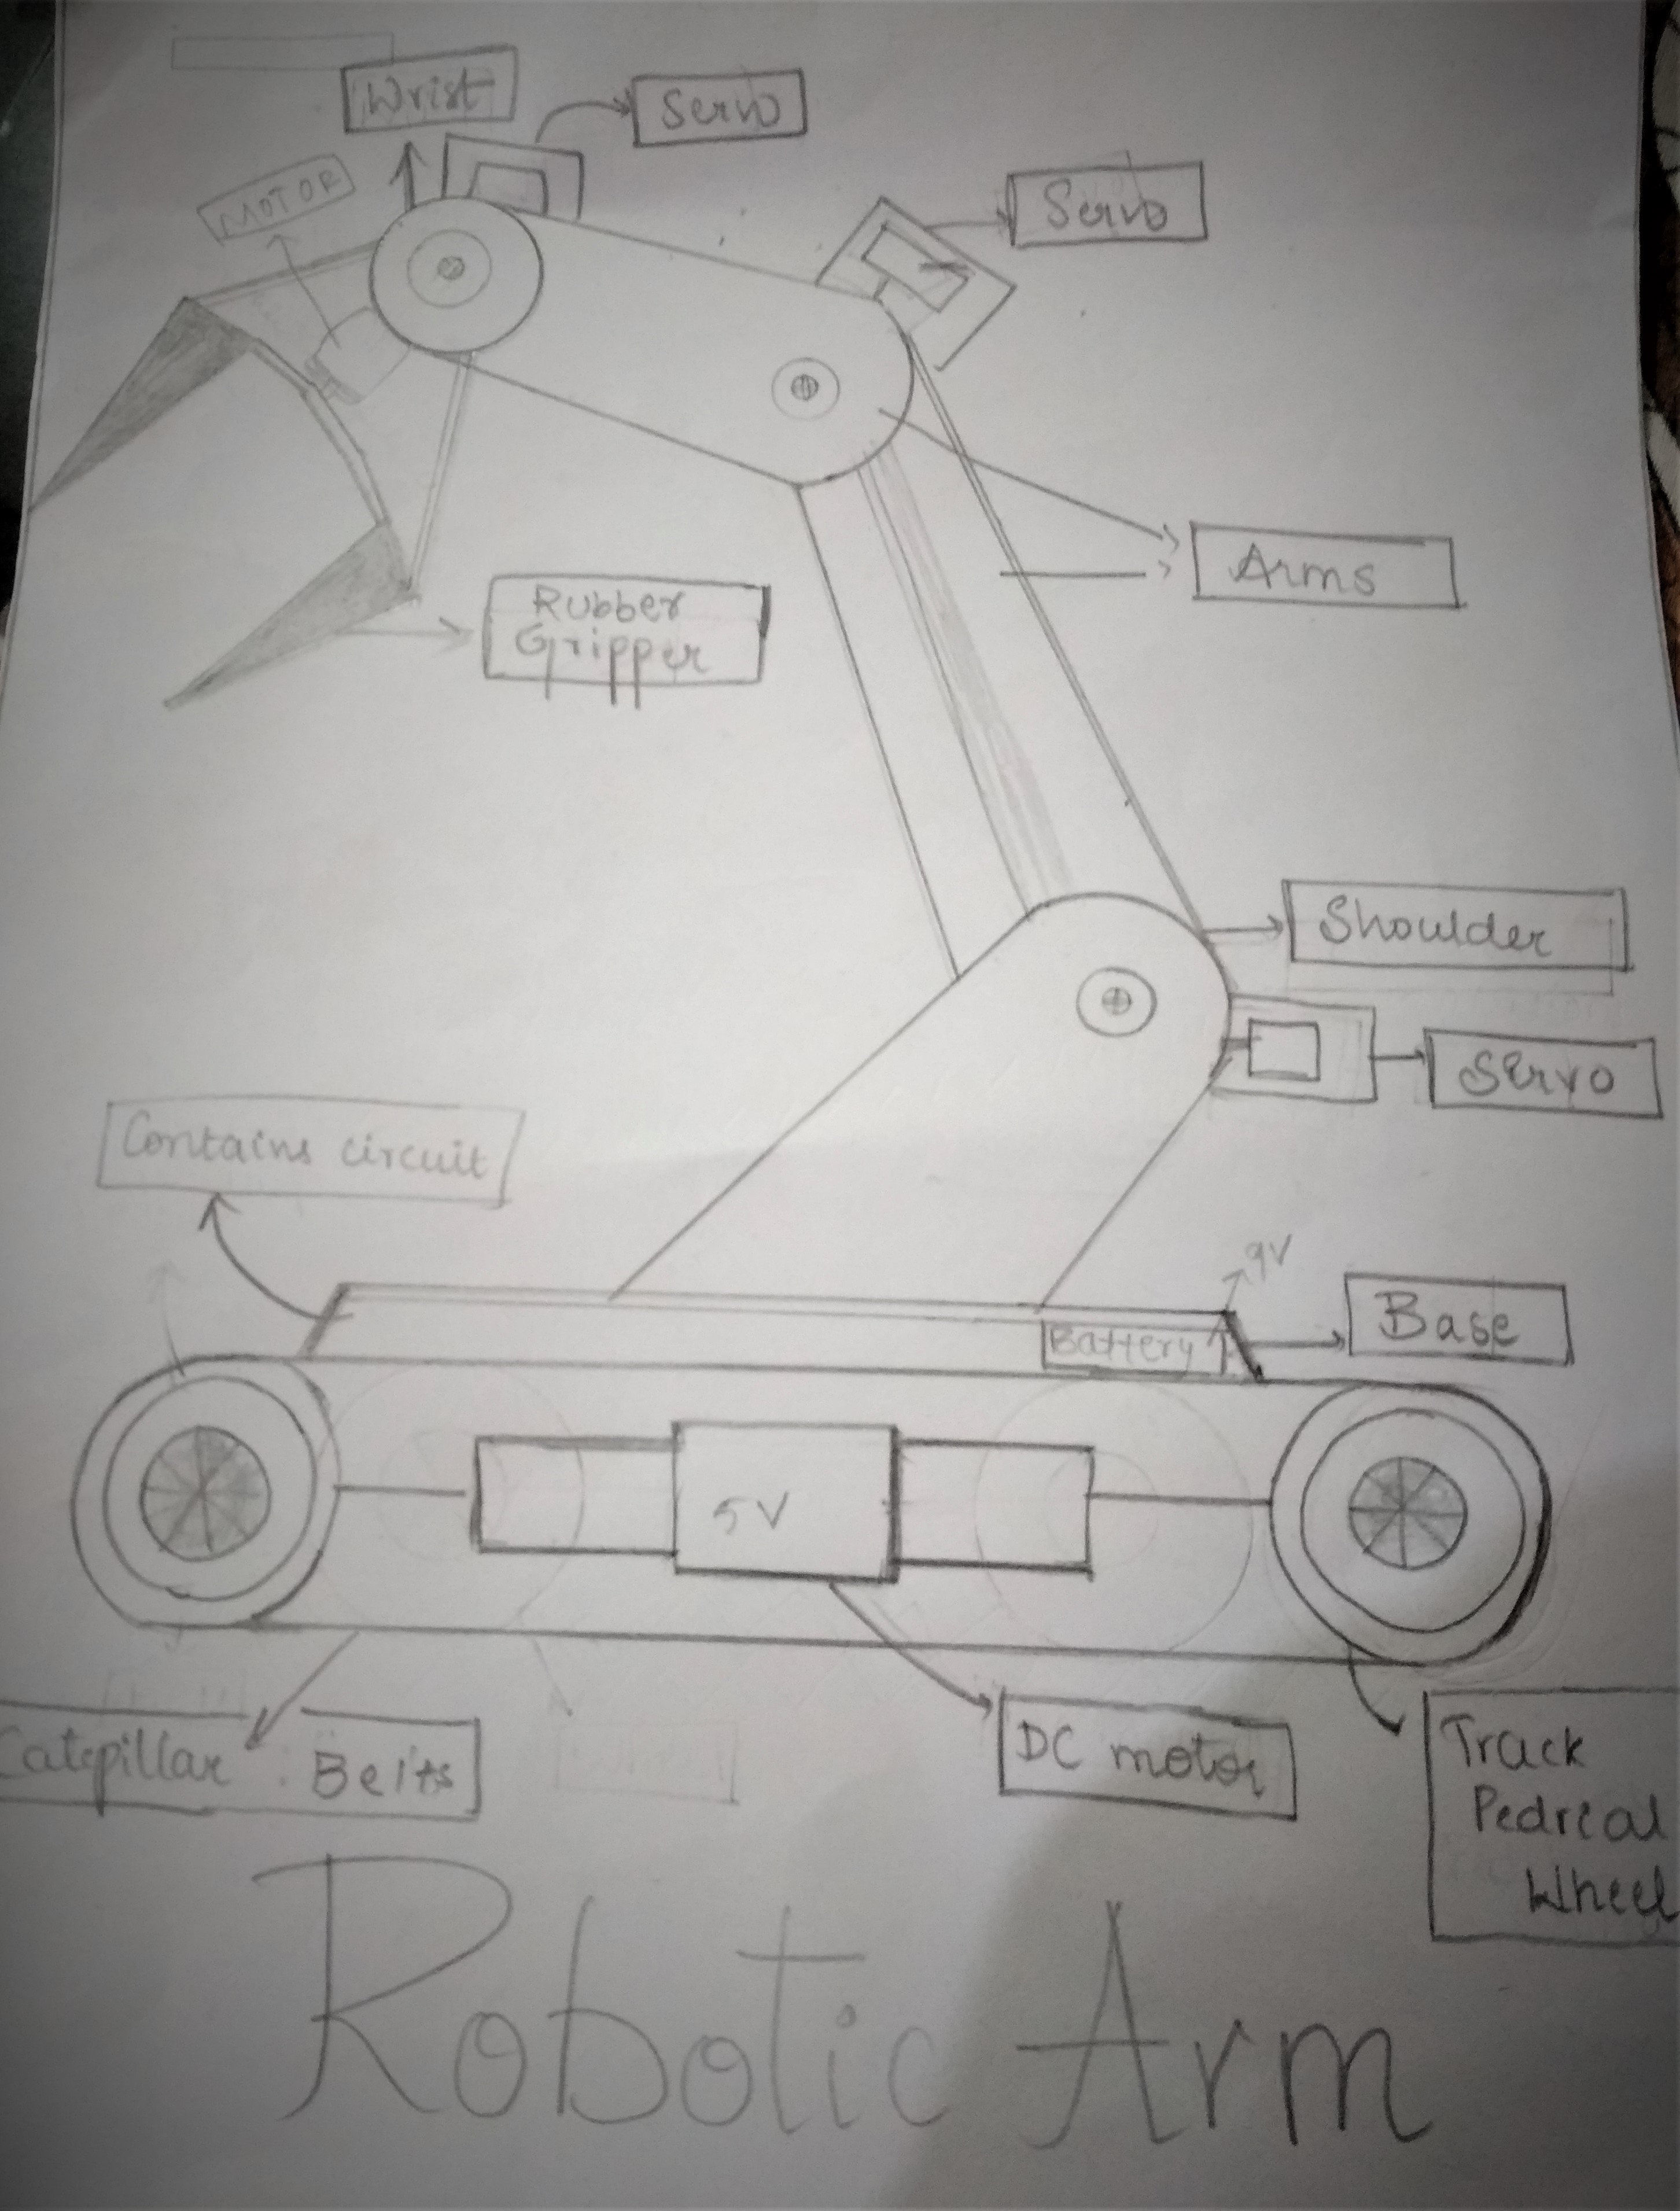 Wrist
Servo
MOTOR
Servo
Arms
Rubber
Gripper
Shoulder
Servo
Contains circuit
9V
Base
Battery
5V
Catepillar Belts
DC motor
Track
Pedreal
Wheel
Robotic Arm